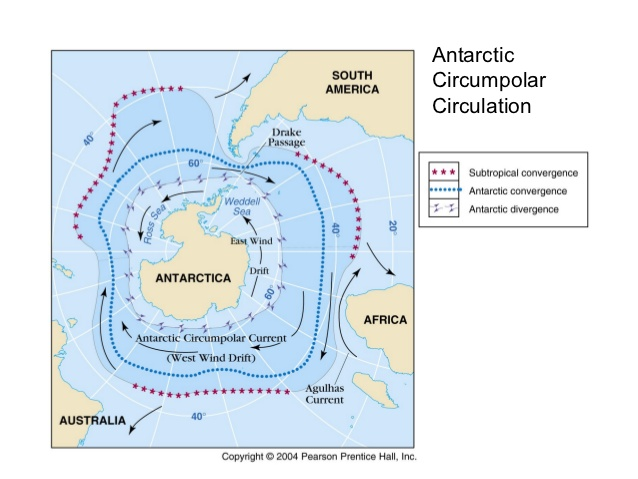 Antarctic
Circumpolar
Circulation
SOUTH
AMERICA
Drake
Passage
40°
60°
Weddell
Sea
Ross Sea
East Wind
Drift
40°
20°
ANTARCTICA
60°
AFRICA
Antarctic Circumpolar Current
(West Wind Drift)
Agulhas
Current
AUSTRALIA
40°
Subtropical convergence
Antarctic convergence
Antarctic divergence
Copyright © 2004 Pearson Prentice Hall, Inc.